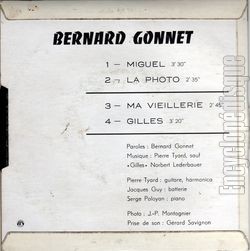 BERNARD GONNET
1 — MIGUEL 3'30"
2 — LA PHOTO 2'35"
3 — MA VIEILLERIE 2'45
4 — GILLES 3'20"
Paroles : Bernard Gonnet
Musique : Pierre Tyard, sauf
«Gilles» Norbert Lederbauer
Pierre Tyard : guitare, harmonica
Jacques Guy : batterie
Serge Poloyan : piano
Photo : J.-P. Montagnier
Prise de son : Gérard Savignon
Encyclopédisque